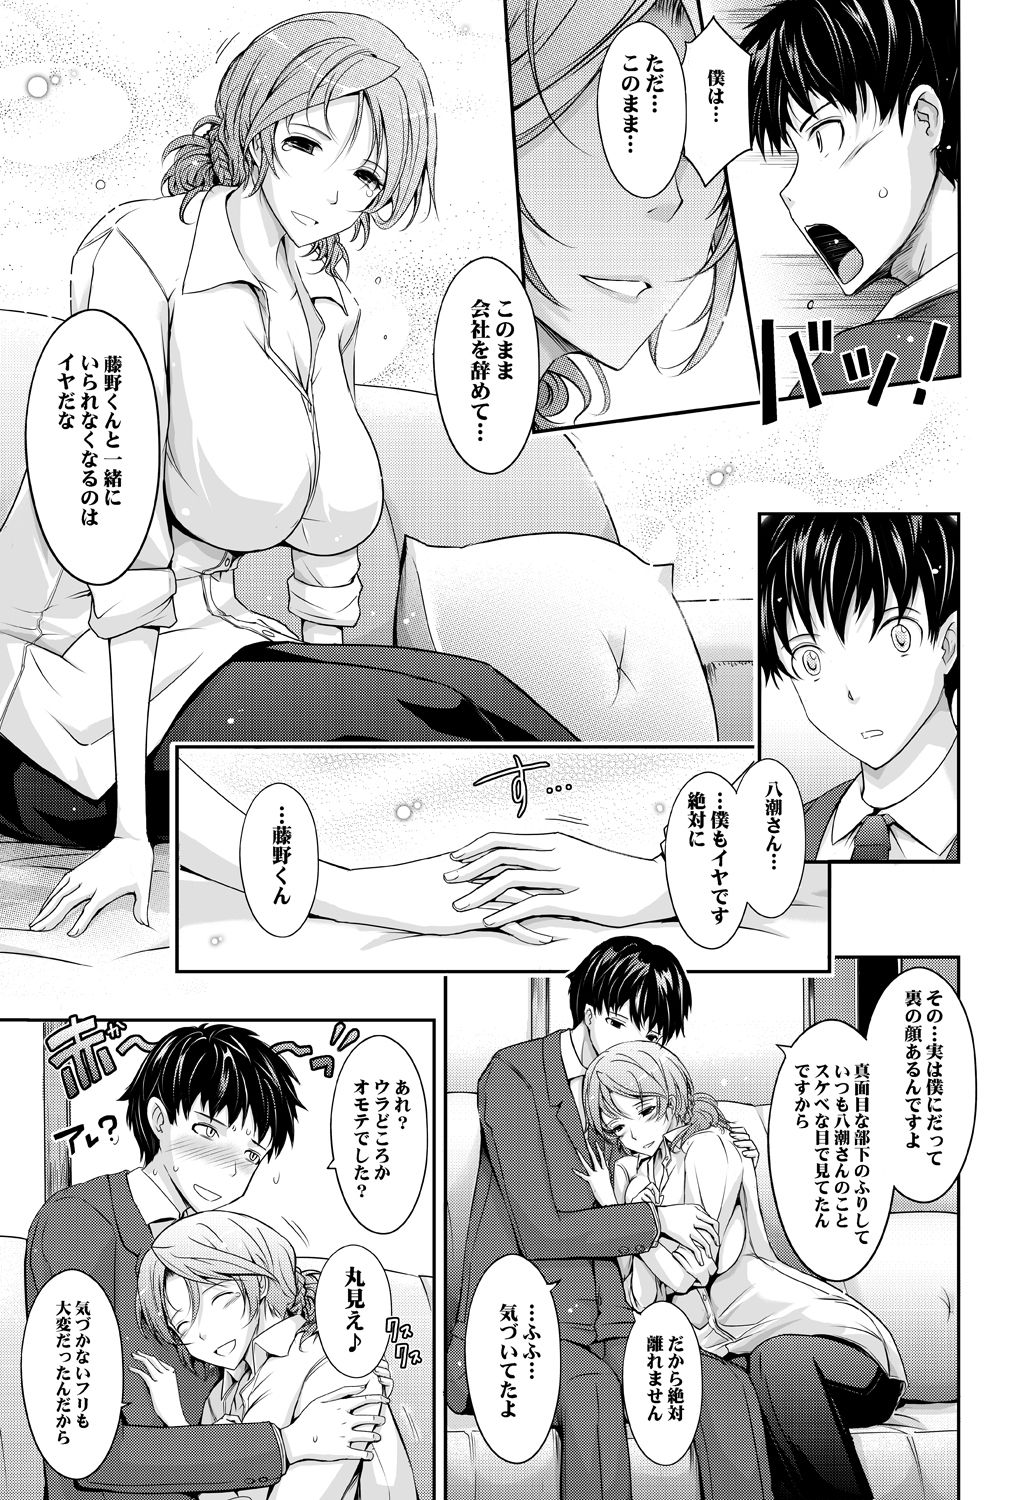 僕は…
ただ…
このまま…
バッ！
このまま
会社を辞めて…
藤野くんと一緒に
いられなくなるのは
イヤだな
八潮さん…
…僕もイヤです
絶対に
す…
…藤野くん
その…実は僕にだって
裏の顔あるんですよ
真面目な部下のふりして
いつも八潮さんのこと
スケベな目で見てたん
ですから
だから絶対
離れません
…ふふ…
気づいてたよ
あれ？
ウラどころか
オモテでした？
赤か〜〜
アレ？
丸見え♪
クス
クス
気づかないフリも
大変だったんだから